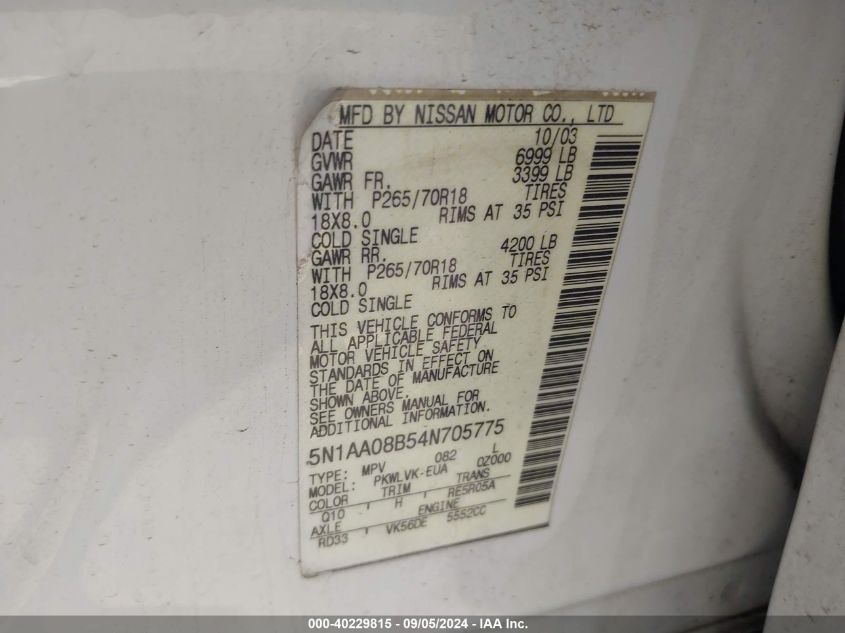 MFD BY NISSAN MOTOR CO., LTD
DATE 10/03
GVWR 6999 LB
GAWR FR. 3399 LB
WITH P265/70R18 TIRES
18X8.0 RIMS AT 35 PSI
COLD SINGLE
GAWR RR. 4200 LB
WITH P265/70R18 TIRES
18X8.0 RIMS AT 35 PSI
COLD SINGLE
THIS VEHICLE CONFORMS TO
ALL APPLICABLE FEDERAL
MOTOR VEHICLE SAFETY
STANDARDS IN EFFECT ON
THE DATE OF MANUFACTURE
SHOWN ABOVE.
SEE OWNERS MANUAL FOR
ADDITIONAL INFORMATION
5N1AA08B54N705775
TYPE: MPV 082 L
MODEL: PKWLVK-EUA 0Z000
COLOR TRIM TRANS
Q10 H RE5R05A
AXLE ENGINE
RD33 VK56DE 5552CC
000-40229815 - 09/05/2024 - IAA Inc.